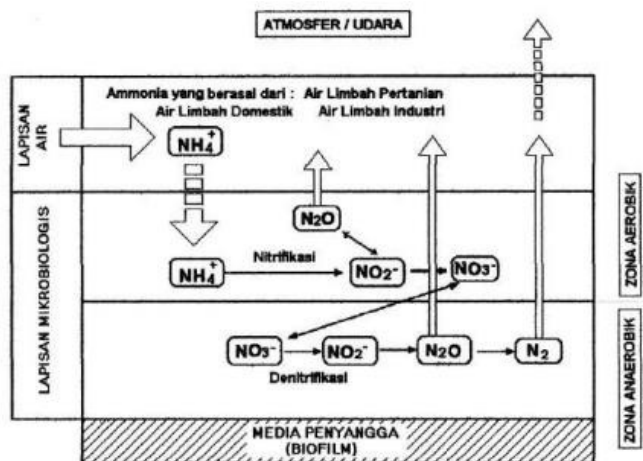 ATMOSFER / UDARA
Ammonia yang berasal dari : Air Limbah Pertanian
Air Limbah Domestik Air Limbah Industri
LAPISAN AIR
NH₄⁺
N2O
NH₄⁺
Nitrifikasi
NO₂⁻
NO₃⁻
ZONA AEROBIK
LAPISAN MIKROBIOLOGIS
NO₃⁻
NO₂⁻
N2O
N₂
Denitrifikasi
ZONA ANAEROBIK
MEDIA PENYANGGA
(BIOFILM)